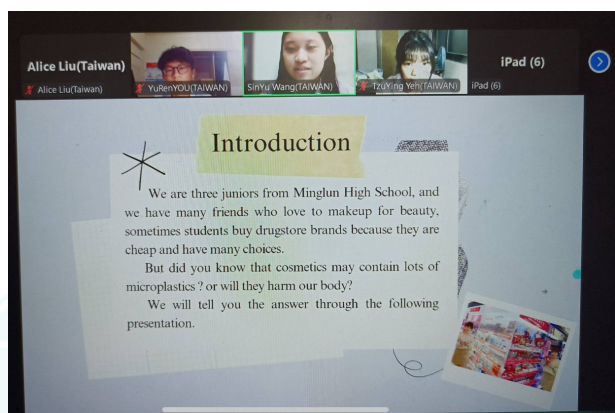 Alice Liu(Taiwan)
iPad (6)
Alice Liu(Taiwan)
YuRenYOU(TAIWAN)
SinYu Wang(TAIWAN)
TzuYing Yeh(TAIWAN)
iPad (6)
Introduction
We are three juniors from Minglun High School, and
we have many friends who love to makeup for beauty,
sometimes students buy drugstore brands because they are
cheap and have many choices.
But did you know that cosmetics may contain lots of
microplastics ? or will they harm our body?
We will tell you the answer through the following
presentation.